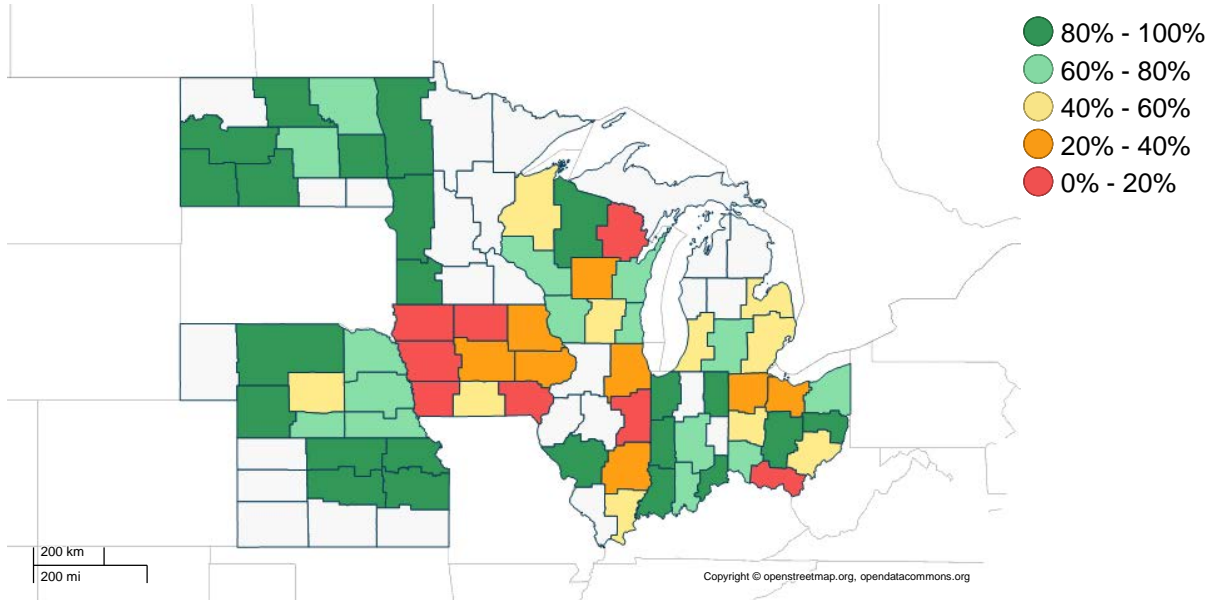 80% - 100%
60% - 80%
40% - 60%
20% - 40%
0% - 20%
200 km
200 mi
Copyright © openstreetmap.org, opendatacommons.org